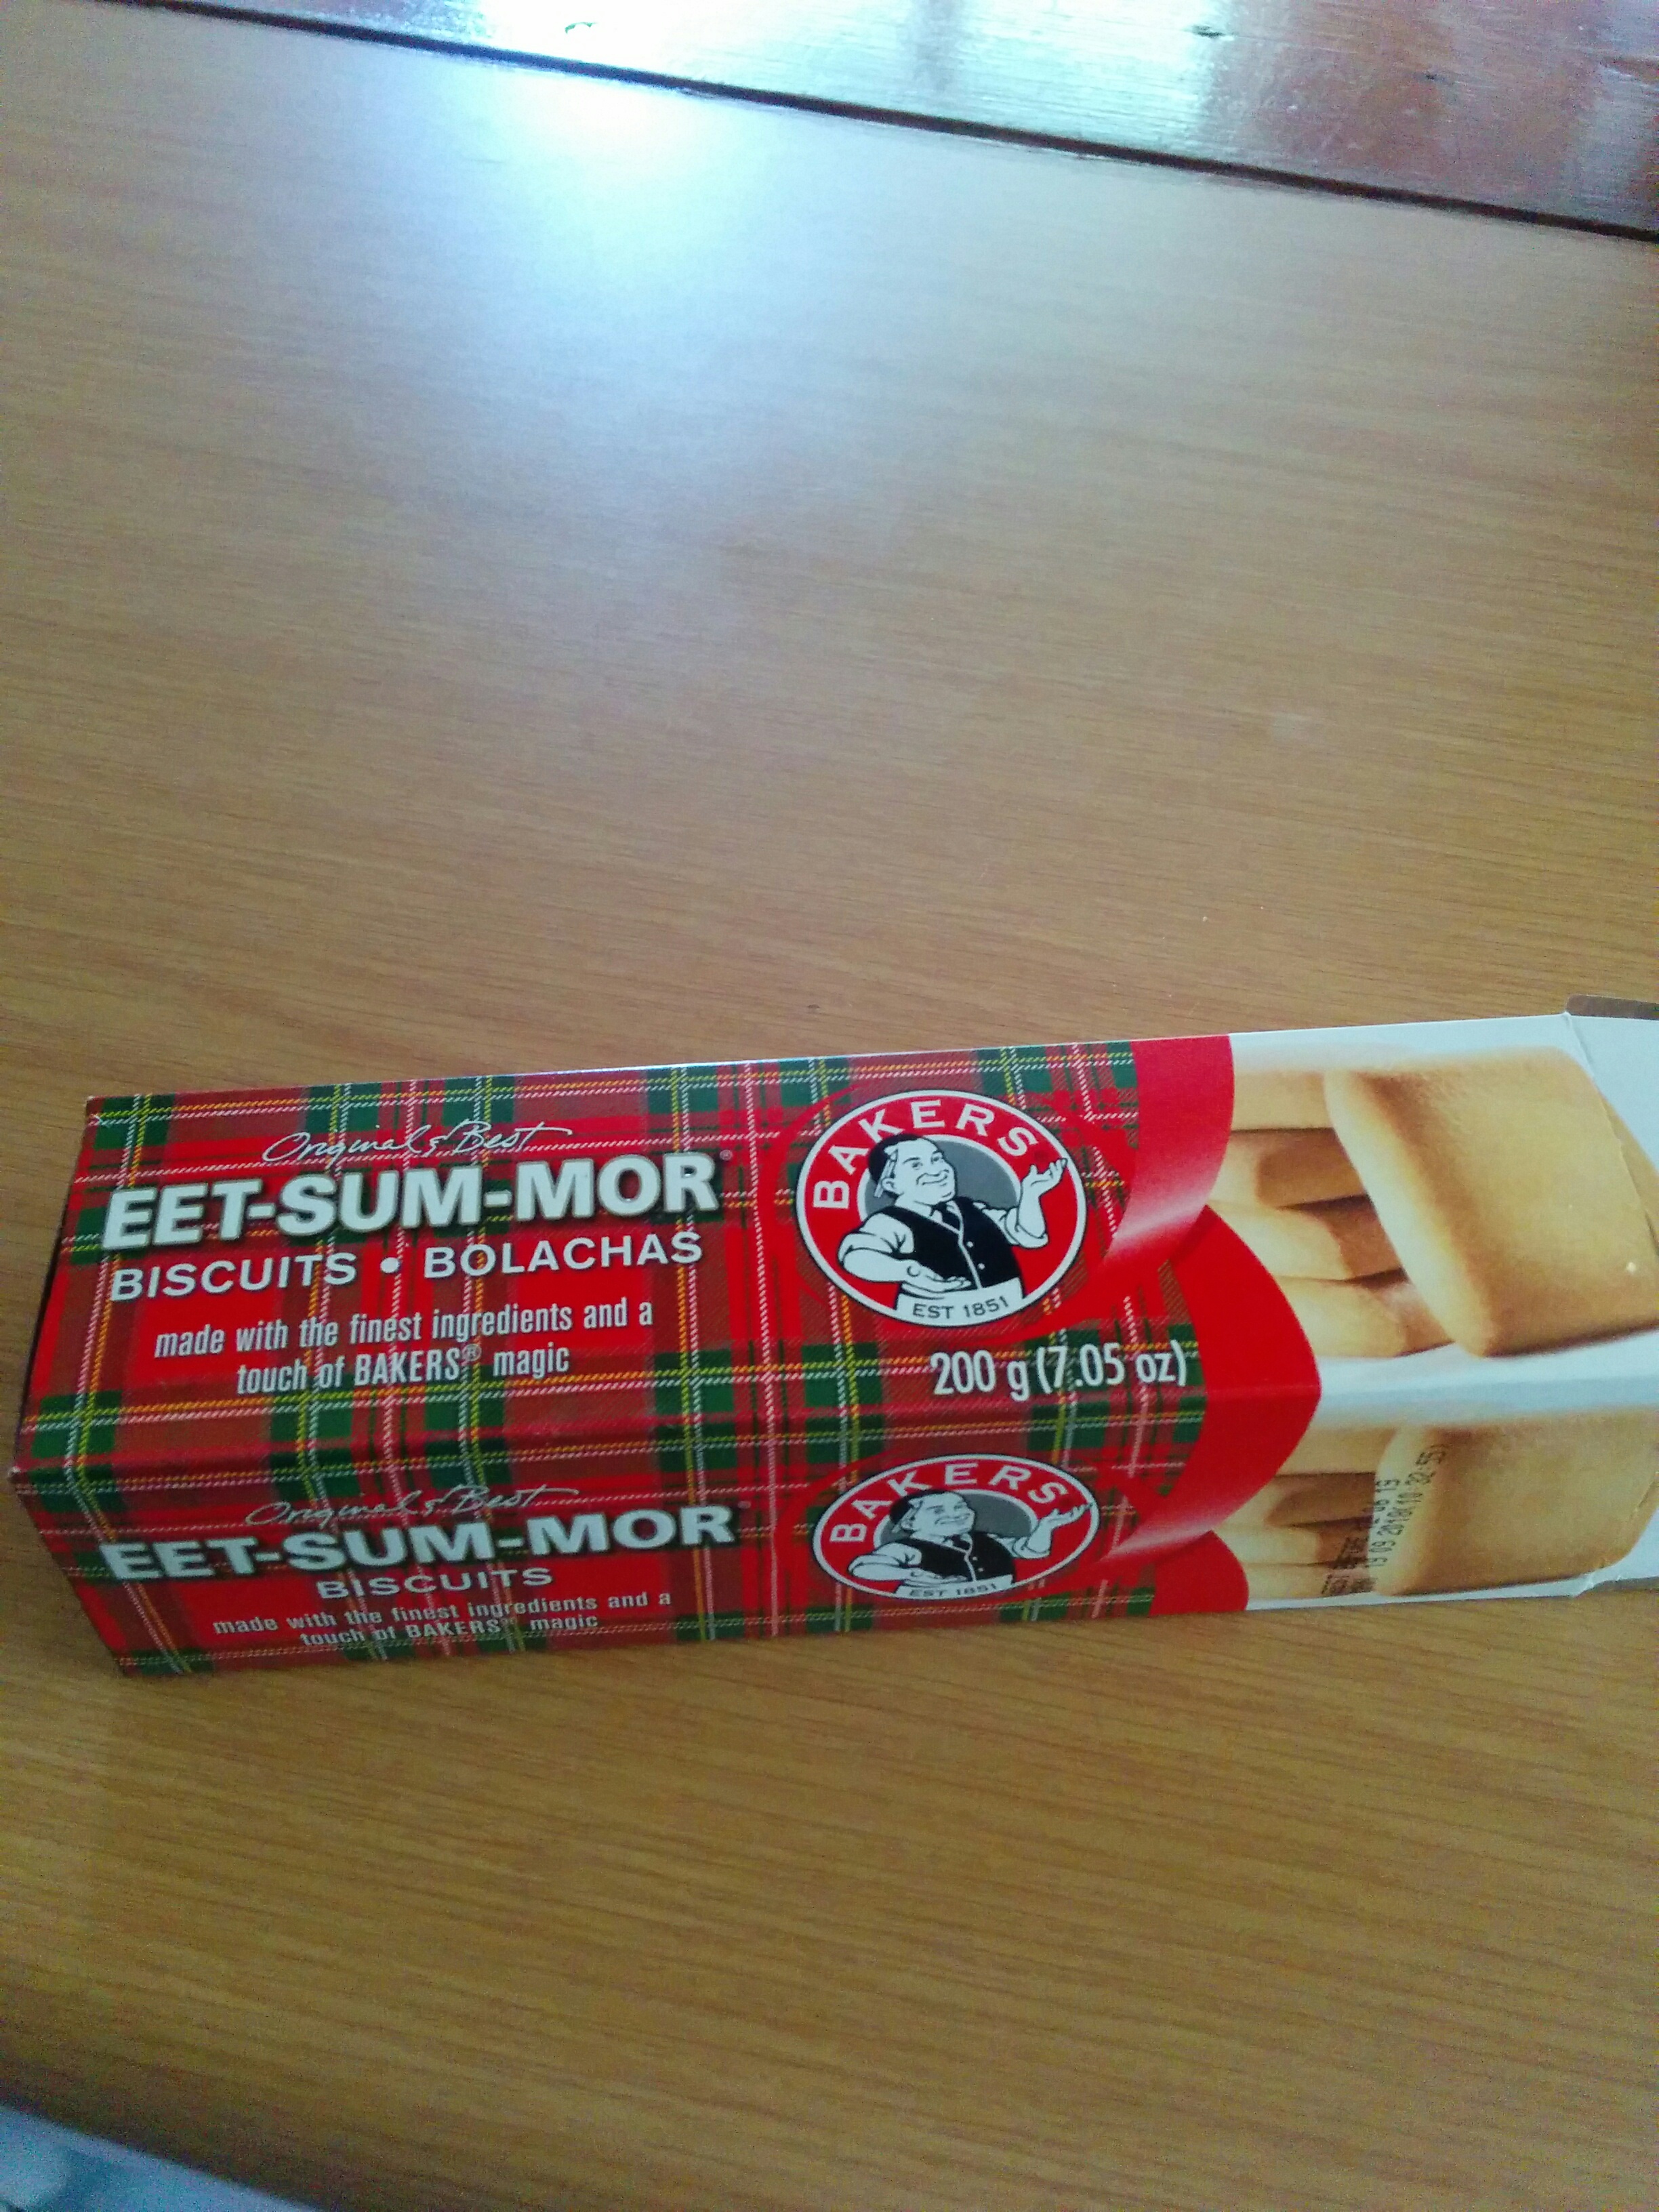 Original & Best
EET-SUM-MOR
BISCUITS • BOLACHAS
made with the finest ingredients and a
touch of BAKERS® magic
BAKERS
EST 1851
200 g (7.05 oz)
Original & Best
EET-SUM-MOR
BISCUITS
made with the finest ingredients and a
touch of BAKERS® magic
BAKERS
EST 1851